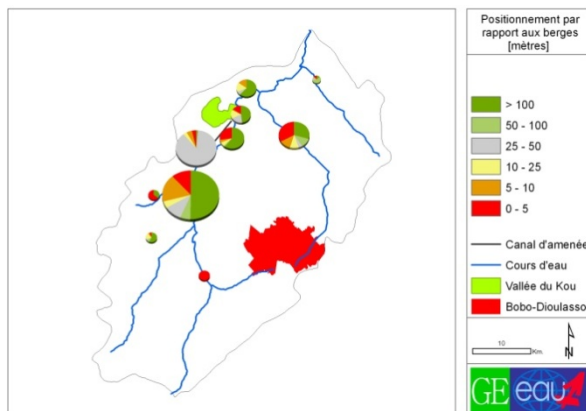 Positionnement par
rapport aux berges
[mètres]
> 100
50 - 100
25 - 50
10 - 25
5 - 10
0 - 5
Canal d'amenée
Cours d'eau
Vallée du Kou
Bobo-Dioulasso
10
Km.
N
GE eau